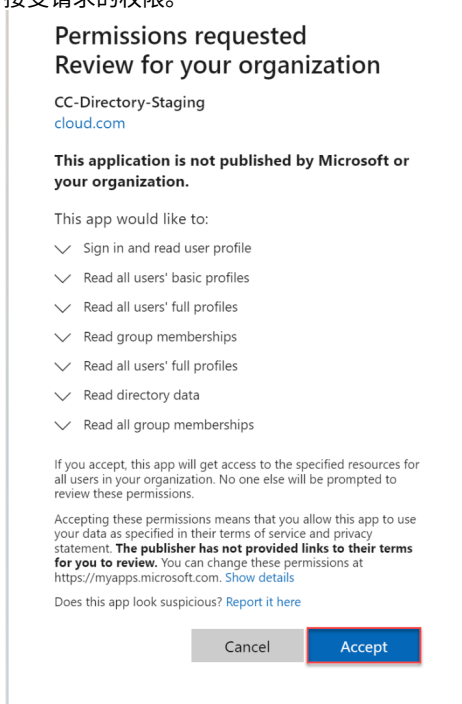 接受请求的权限。
Permissions requested
Review for your organization
CC-Directory-Staging
cloud.com
This application is not published by Microsoft or
your organization.
This app would like to:
Sign in and read user profile
Read all users' basic profiles
Read all users' full profiles
Read group memberships
Read all users' full profiles
Read directory data
Read all group memberships
If you accept, this app will get access to the specified resources for
all users in your organization. No one else will be prompted to
review these permissions.
Accepting these permissions means that you allow this app to use
your data as specified in their terms of service and privacy
statement. The publisher has not provided links to their terms
for you to review. You can change these permissions at
https://myapps.microsoft.com. Show details
Does this app look suspicious? Report it here
Cancel Accept